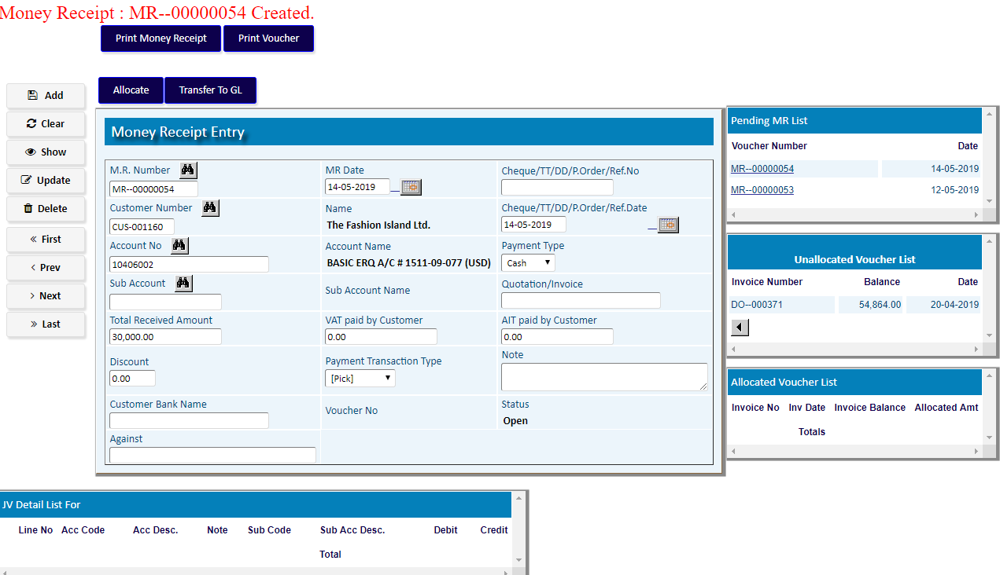 Money Receipt : MR--00000054 Created.
Print Money Receipt Print Voucher
Allocate Transfer To GL
Add
Clear
Show
Update
Delete
« First
< Prev
> Next
» Last
Money Receipt Entry
M.R. Number MR Date Cheque/TT/DD/P.Order/Ref.No
MR--00000054 14-05-2019
Customer Number Name Cheque/TT/DD/P.Order/Ref.Date
CUS-001160 The Fashion Island Ltd. 14-05-2019
Account No Account Name Payment Type
10406002 BASIC ERQ A/C # 1511-09-077 (USD) Cash
Sub Account Sub Account Name Quotation/Invoice
Total Received Amount VAT paid by Customer AIT paid by Customer
30,000.00 0.00 0.00
Discount Payment Transaction Type Note
0.00 [Pick]
Customer Bank Name Voucher No Status
Open
Against
Pending MR List
Voucher Number Date
MR--00000054 14-05-2019
MR--00000053 12-05-2019
Unallocated Voucher List
Invoice Number Balance Date
DO--000371 54,864.00 20-04-2019
Allocated Voucher List
Invoice No Inv Date Invoice Balance Allocated Amt
Totals
JV Detail List For
Line No Acc Code Acc Desc. Note Sub Code Sub Acc Desc. Debit Credit
Total